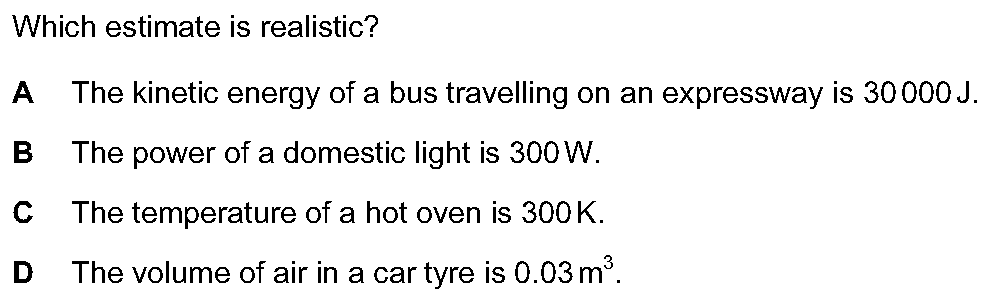 Which estimate is realistic?
A The kinetic energy of a bus travelling on an expressway is 30 000 J.
B The power of a domestic light is 300 W.
C The temperature of a hot oven is 300 K.
D The volume of air in a car tyre is 0.03 m³.